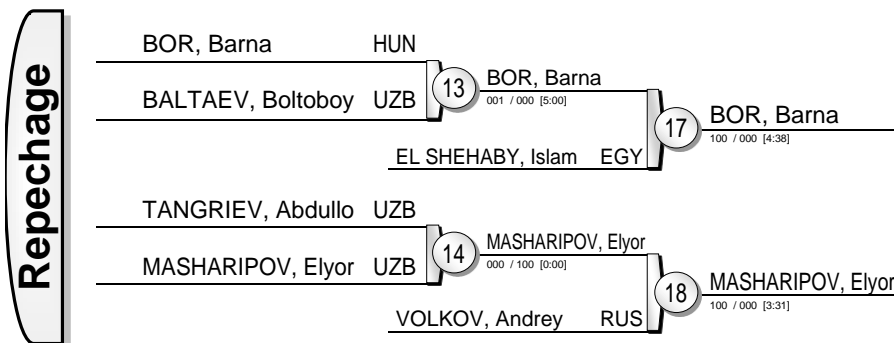 Repechage
BOR, Barna HUN
BALTAEV, Boltoboy UZB
13
BOR, Barna
001 / 000 [5:00]
EL SHEHABY, Islam EGY
17
BOR, Barna
100 / 000 [4:38]
TANGRIEV, Abdullo UZB
MASHARIPOV, Elyor UZB
14
MASHARIPOV, Elyor
000 / 100 [0:00]
VOLKOV, Andrey RUS
18
MASHARIPOV, Elyor
100 / 000 [3:31]